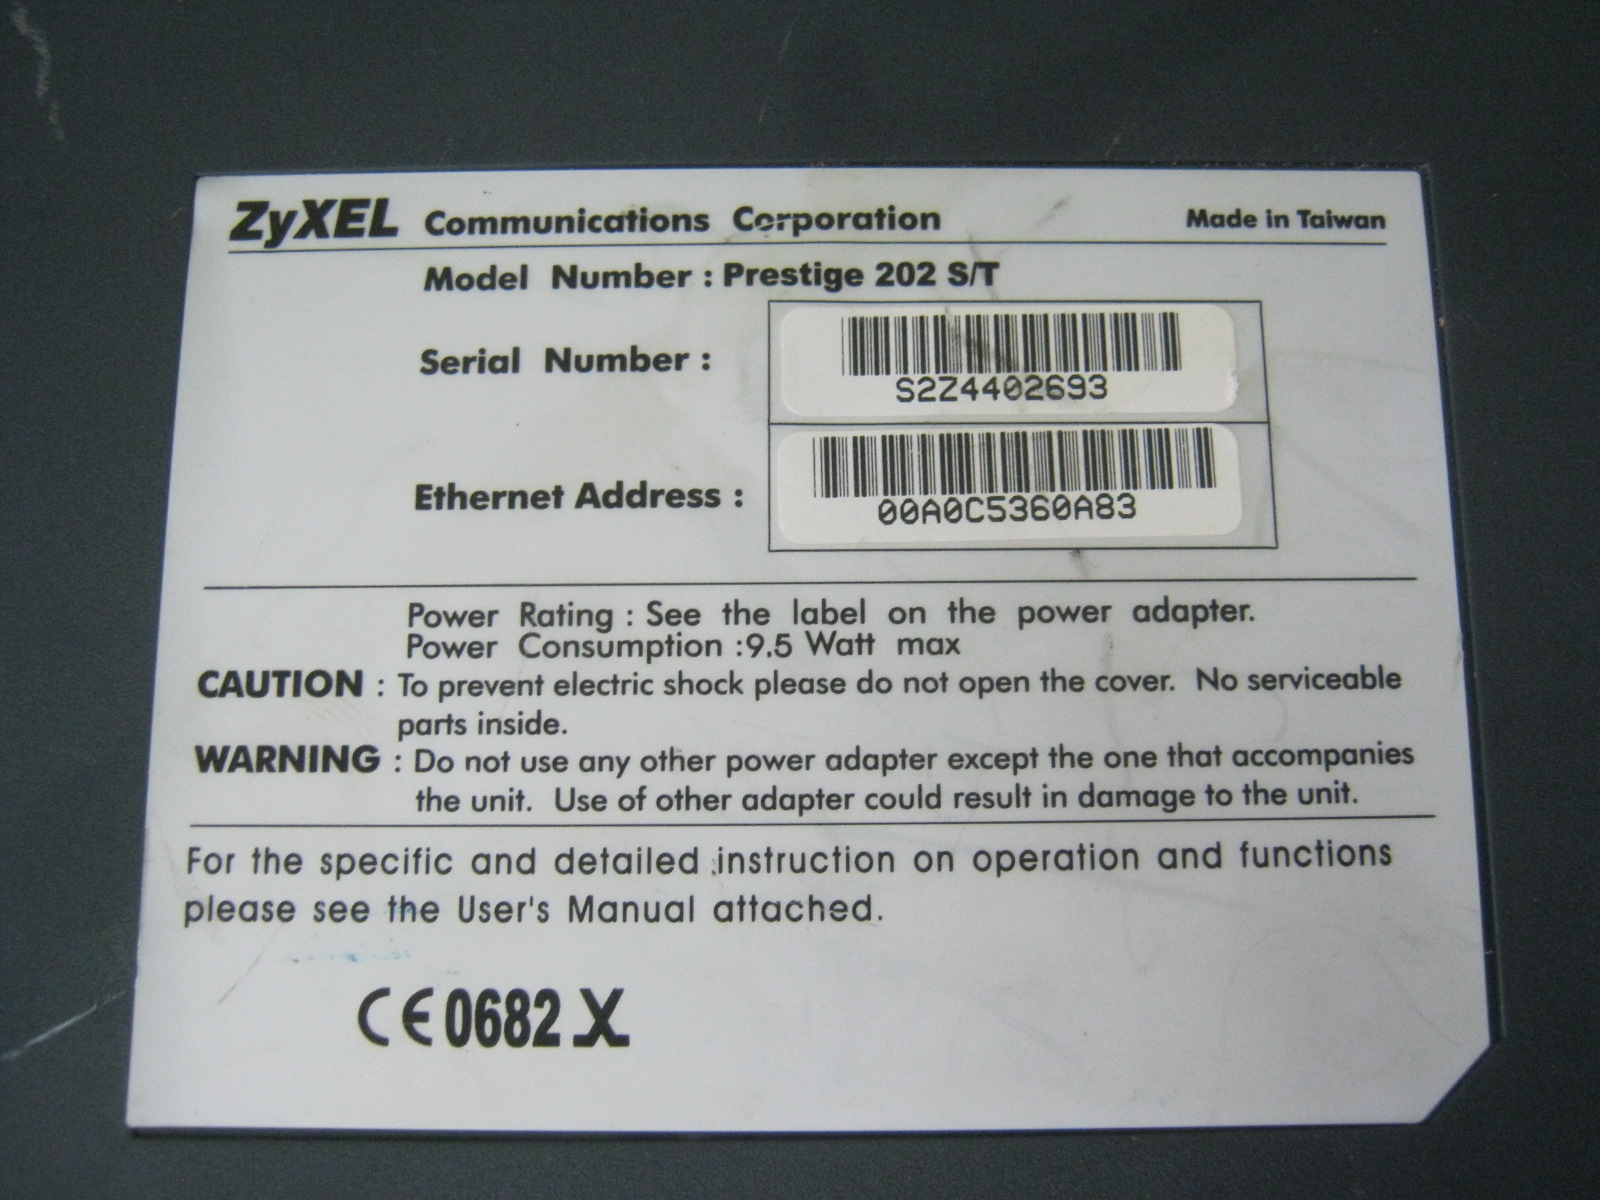 ZyXEL Communications Corporation Made in Taiwan
Model Number : Prestige 202 S/T
Serial Number :
S2Z4402693
Ethernet Address :
00A0C5360A83
Power Rating : See the label on the power adapter.
Power Consumption :9.5 Watt max
CAUTION : To prevent electric shock please do not open the cover. No serviceable
parts inside.
WARNING : Do not use any other power adapter except the one that accompanies
the unit. Use of other adapter could result in damage to the unit.
For the specific and detailed instruction on operation and functions
please see the User's Manual attached.
CE0682 X